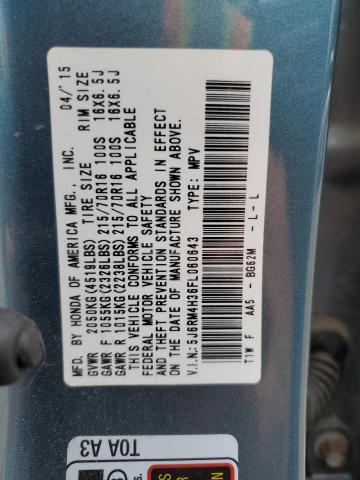 MFD. BY HONDA OF AMERICA MFG., INC. 04/'15
TIRE SIZE RIM SIZE
GVWR 2050KG(4519LBS)
GAWR F 1055KG(2326LBS) 215/70R16 100S 16X6.5J
GAWR R 1015KG(2238LBS) 215/70R16 100S 16X6.5J
THIS VEHICLE CONFORMS TO ALL APPLICABLE
FEDERAL MOTOR VEHICLE SAFETY
AND THEFT PREVENTION STANDARDS IN EFFECT
ON THE DATE OF MANUFACTURE SHOWN ABOVE.
V.I.N.: 5J6RM4H36FL060643 TYPE: MPV
T1W F AA5 - BG62M - L - L
T0A A3